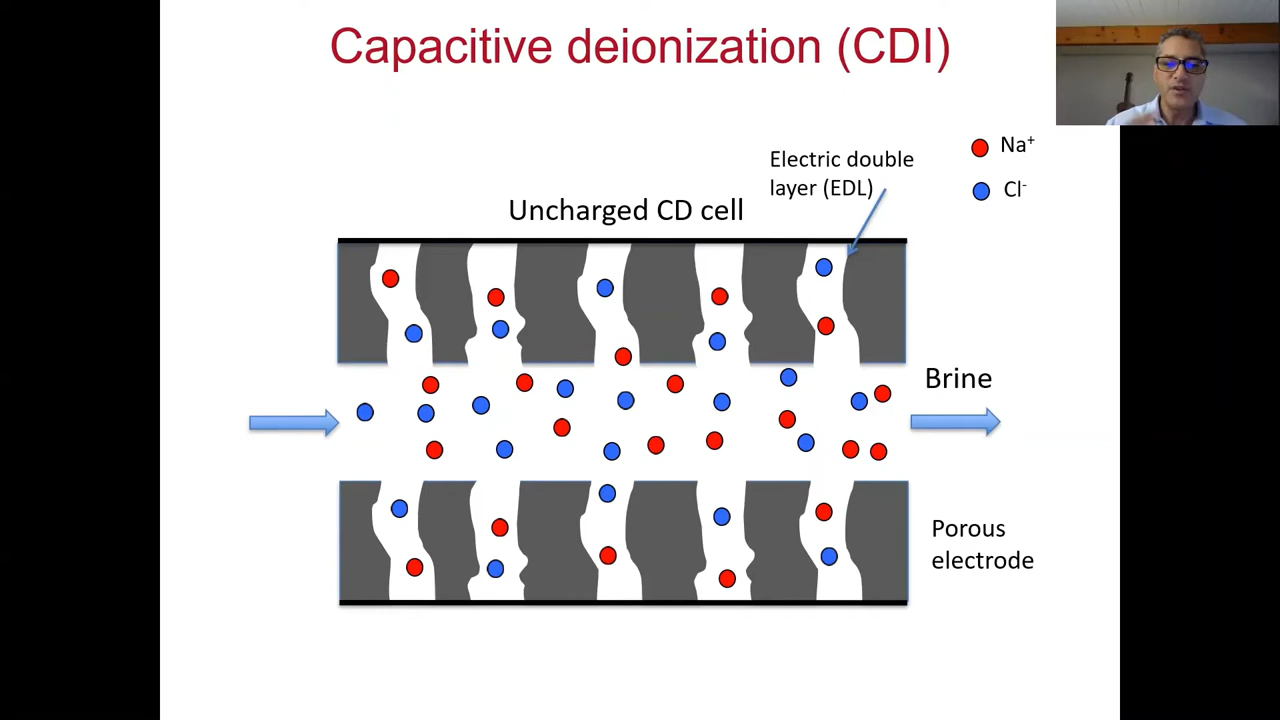 Capacitive deionization (CDI)
Electric double
layer (EDL)
Na⁺
Cl⁻
Uncharged CD cell
Brine
Porous
electrode